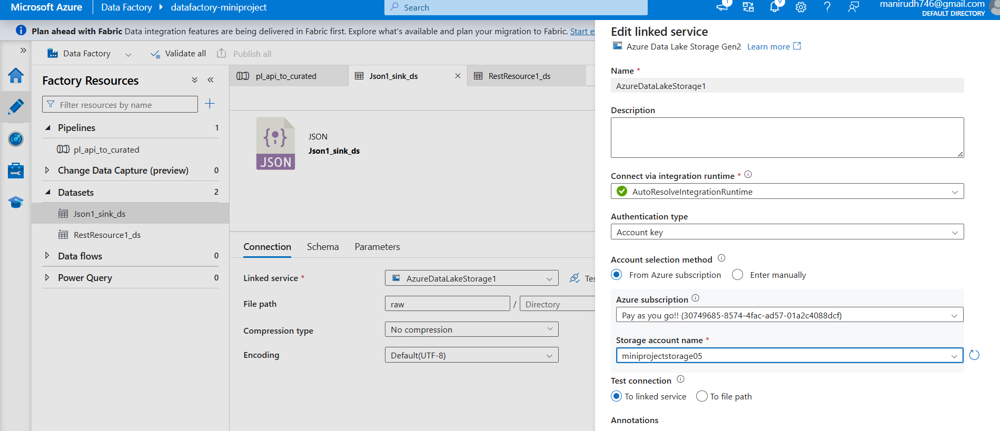 Microsoft Azure
Data Factory
datafactory-miniproject
Search
1
9
manirudh746@gmail.com
DEFAULT DIRECTORY
Plan ahead with Fabric Data integration features are being delivered in Fabric first. Explore what's available and plan your migration to Fabric. Start e
Data Factory
Validate all
Publish all
Factory Resources
Filter resources by name
Pipelines 1
pl_api_to_curated
Change Data Capture (preview) 0
Datasets 2
Json1_sink_ds
RestResource1_ds
Data flows 0
Power Query 0
pl_api_to_curated
Json1_sink_ds
RestResource1_ds
JSON
JSON
Json1_sink_ds
Connection
Schema
Parameters
Linked service *
AzureDataLakeStorage1
Tes
File path
raw / Directory
Compression type
No compression
Encoding
Default(UTF-8)
Edit linked service
Azure Data Lake Storage Gen2 Learn more
Name *
AzureDataLakeStorage1
Description
Connect via integration runtime *
AutoResolveIntegrationRuntime
Authentication type
Account key
Account selection method
From Azure subscription
Enter manually
Azure subscription
Pay as you go!! (30749685-8574-4fac-ad57-01a2c4088dcf)
Storage account name *
miniprojectstorage05
Test connection
To linked service
To file path
Annotations